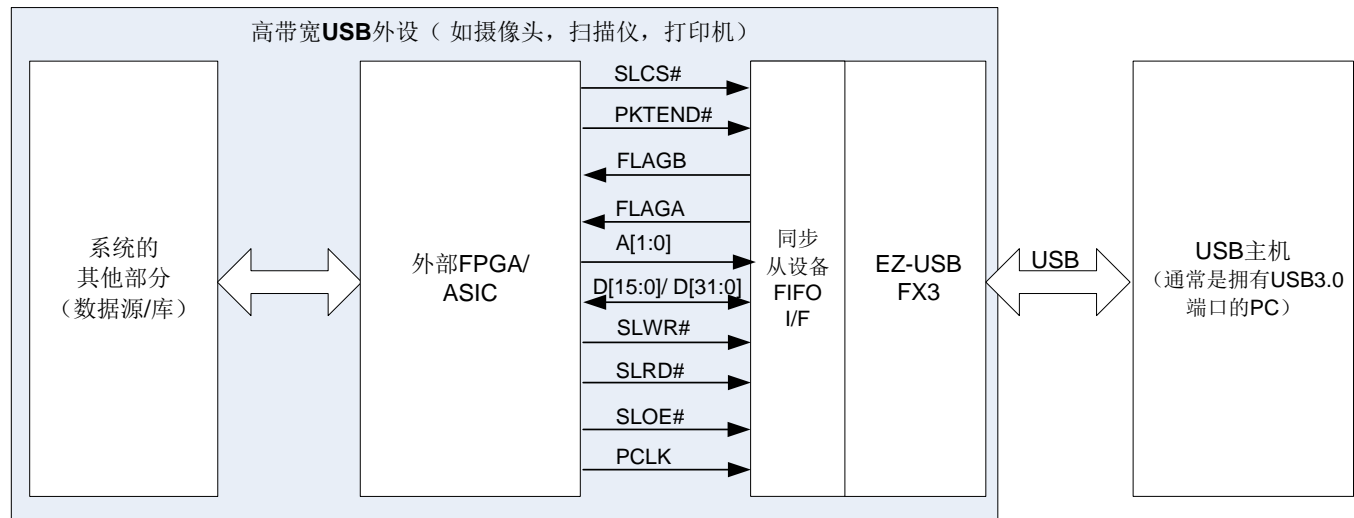 高带宽USB外设（ 如摄像头，扫描仪，打印机）
系统的
其他部分
（数据源/库）
外部FPGA/
ASIC
SLCS#
PKTEND#
FLAGB
FLAGA
A[1:0]
D[15:0]/ D[31:0]
SLWR#
SLRD#
SLOE#
PCLK
同步
从设备
FIFO
I/F
EZ-USB
FX3
USB
USB主机
（通常是拥有USB3.0
端口的PC）